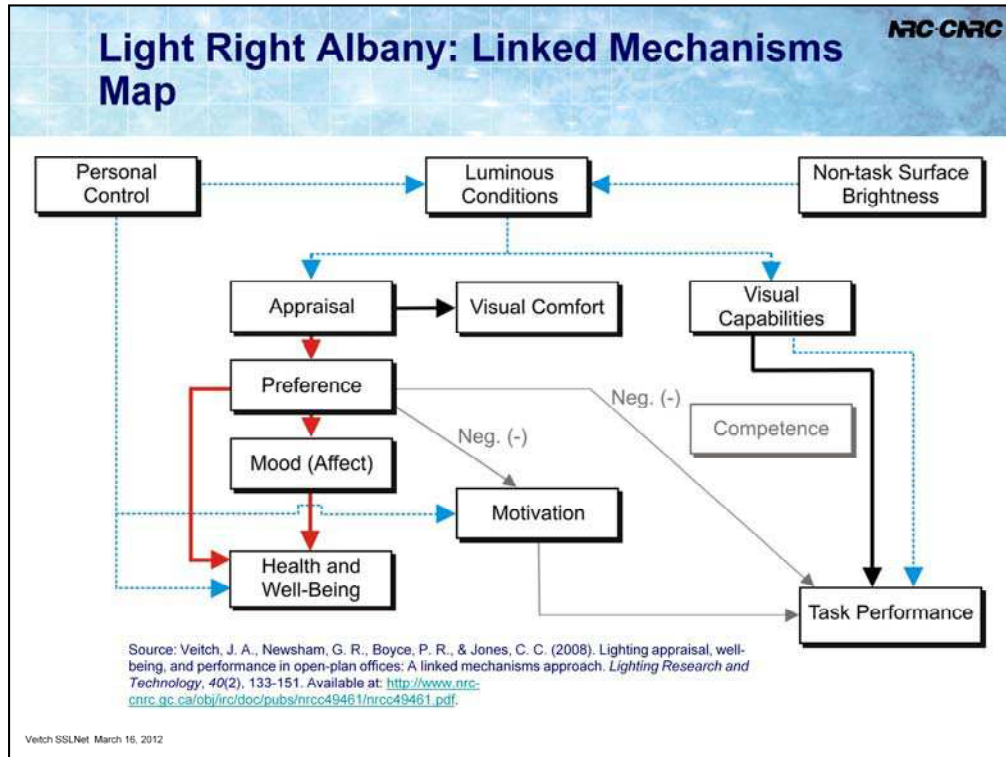 Light Right Albany: Linked Mechanisms
Map
NRC·CNRC
Personal
Control
Luminous
Conditions
Non-task Surface
Brightness
Appraisal
Visual Comfort
Visual
Capabilities
Preference
Neg. (-)
Neg. (-)
Competence
Mood (Affect)
Motivation
Health and
Well-Being
Task Performance
Source: Veitch, J. A., Newsham, G. R., Boyce, P. R., & Jones, C. C. (2008). Lighting appraisal, well-
being, and performance in open-plan offices: A linked mechanisms approach. Lighting Research and
Technology, 40(2), 133-151. Available at: http://www.nrc-
cnrc.gc.ca/obj/irc/doc/pubs/nrcc49461/nrcc49461.pdf.
Veitch SSLNet March 16, 2012